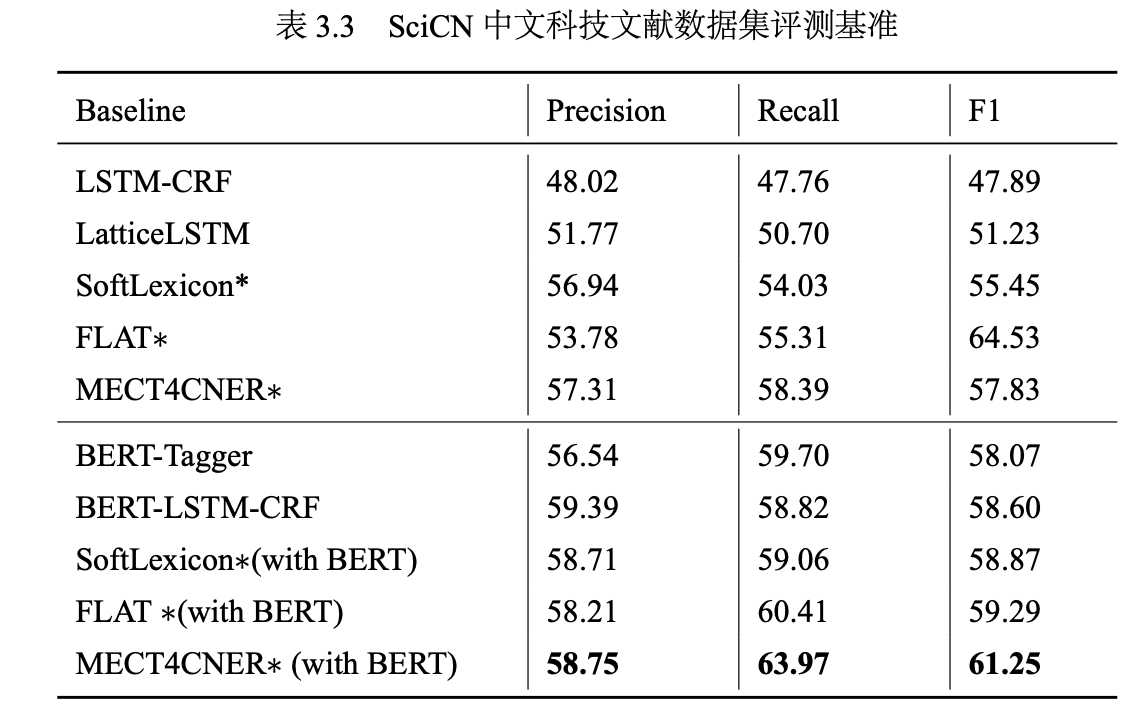 表 3.3 SciCN 中文科技文献数据集评测基准
Baseline Precision Recall F1
LSTM-CRF 48.02 47.76 47.89
LatticeLSTM 51.77 50.70 51.23
SoftLexicon* 56.94 54.03 55.45
FLAT∗ 53.78 55.31 64.53
MECT4CNER∗ 57.31 58.39 57.83
BERT-Tagger 56.54 59.70 58.07
BERT-LSTM-CRF 59.39 58.82 58.60
SoftLexicon∗(with BERT) 58.71 59.06 58.87
FLAT ∗(with BERT) 58.21 60.41 59.29
MECT4CNER∗ (with BERT) 58.75 63.97 61.25